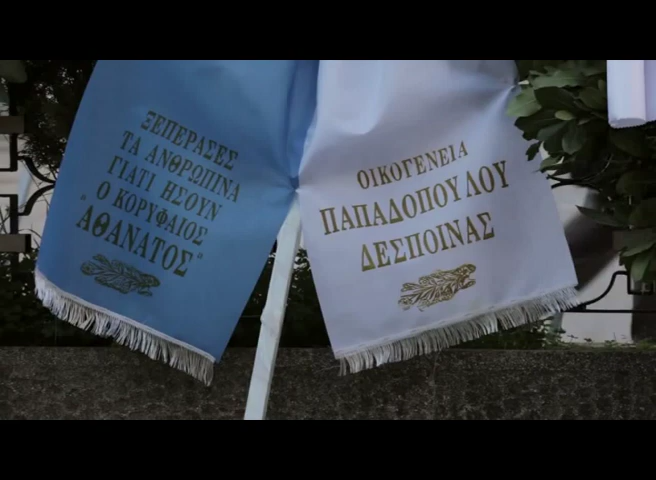 ΞΕΠΕΡΑΣΕΣ
ΤΑ ΑΝΘΡΩΠΙΝΑ
ΓΙΑΤΙ ΗΣΟΥΝ
Ο ΚΟΡΥΦΑΙΟΣ
"ΑΘΑΝΑΤΟΣ"
ΟΙΚΟΓΕΝΕΙΑ
ΠΑΠΑΔΟΠΟΥΛΟΥ
ΔΕΣΠΟΙΝΑΣ